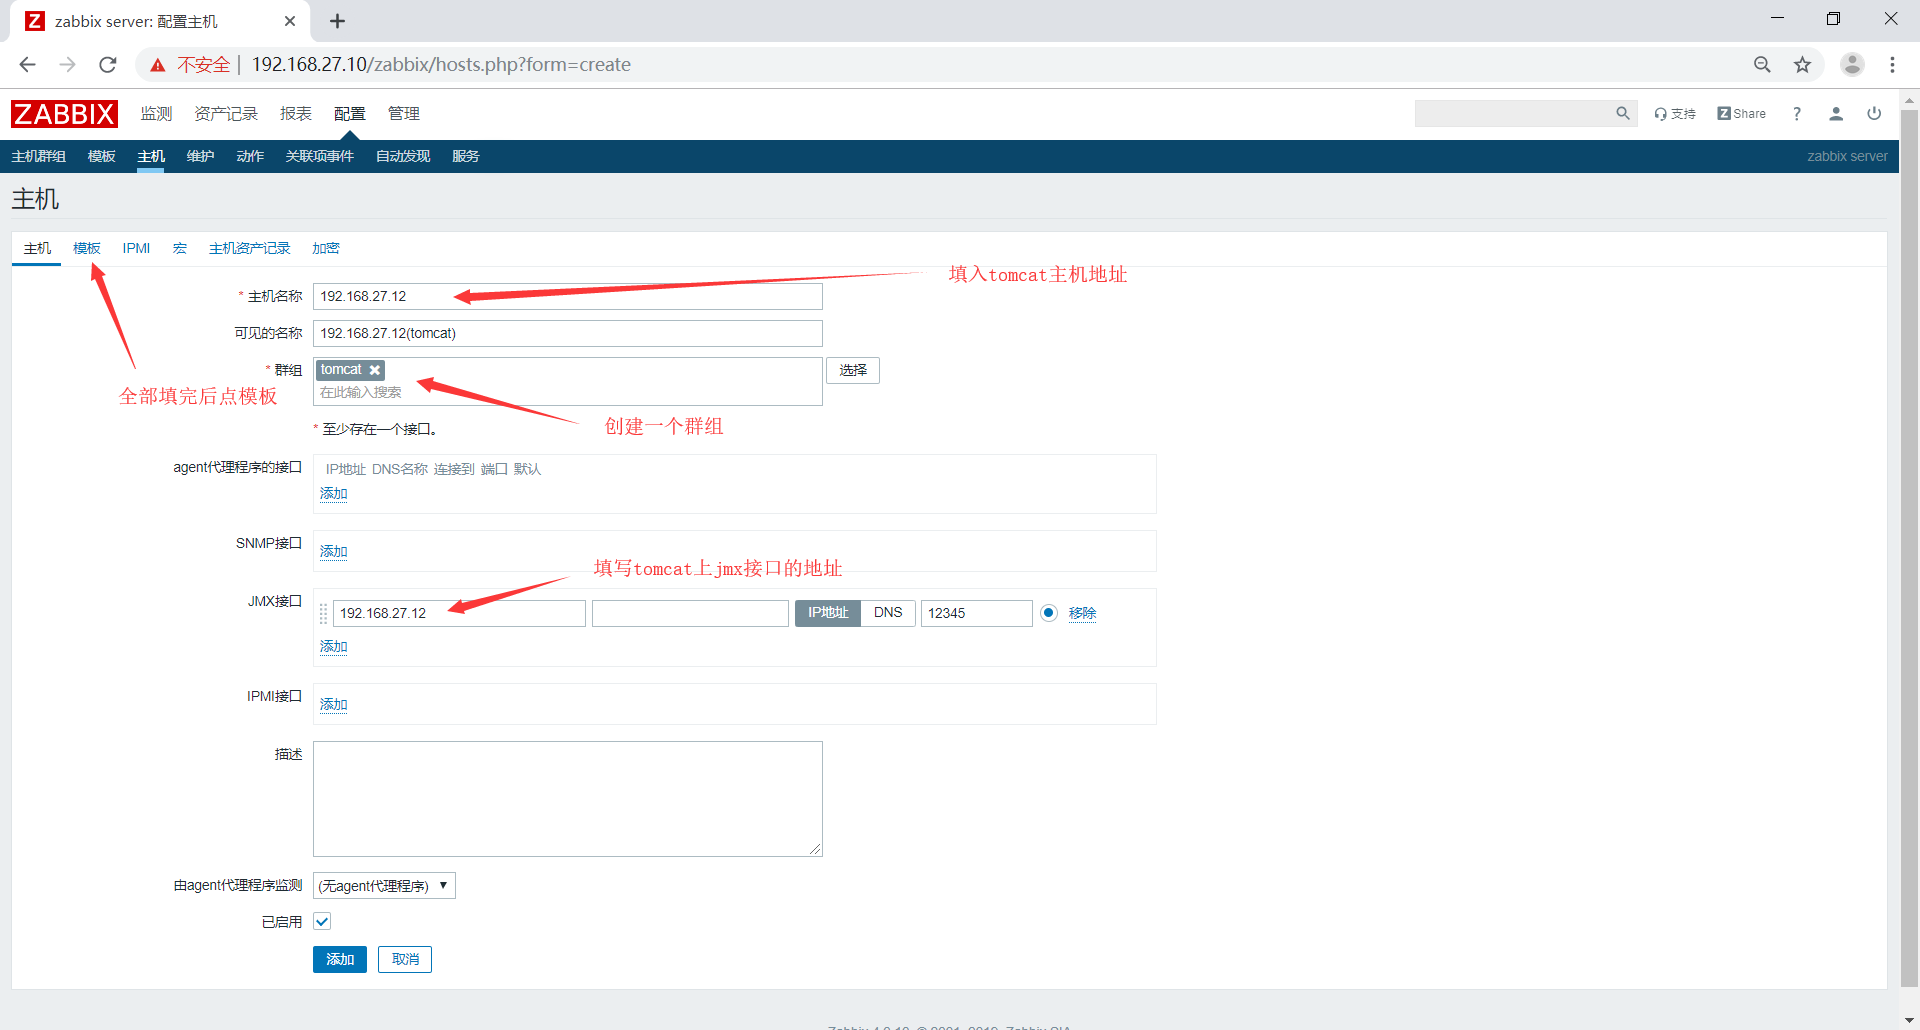 zabbix server: 配置主机
不安全 | 192.168.27.10/zabbix/hosts.php?form=create
ZABBIX 监测 资产记录 报表 配置 管理 支持 Z Share ?
主机群组 模板 主机 维护 动作 关联项事件 自动发现 服务 zabbix server
主机
主机 模板 IPMI 宏 主机资产记录 加密
填入tomcat主机地址
* 主机名称 192.168.27.12
可见的名称 192.168.27.12(tomcat)
* 群组 tomcat 选择
在此输入搜索
全部填完后点模板
创建一个群组
* 至少存在一个接口。
agent代理程序的接口 IP地址 DNS名称 连接到 端口 默认
添加
SNMP接口 添加
填写tomcat上jmx接口的地址
JMX接口 192.168.27.12 IP地址 DNS 12345 移除
添加
IPMI接口 添加
描述
由agent代理程序监测 (无agent代理程序)
已启用
添加 取消